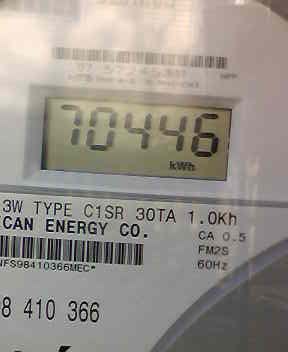 70446
kWh
3W TYPE C1SR 30TA 1.0Kh
CAN ENERGY CO.
CA 0.5
FM2S
60Hz
NFS98410366MEC*
98 410 366